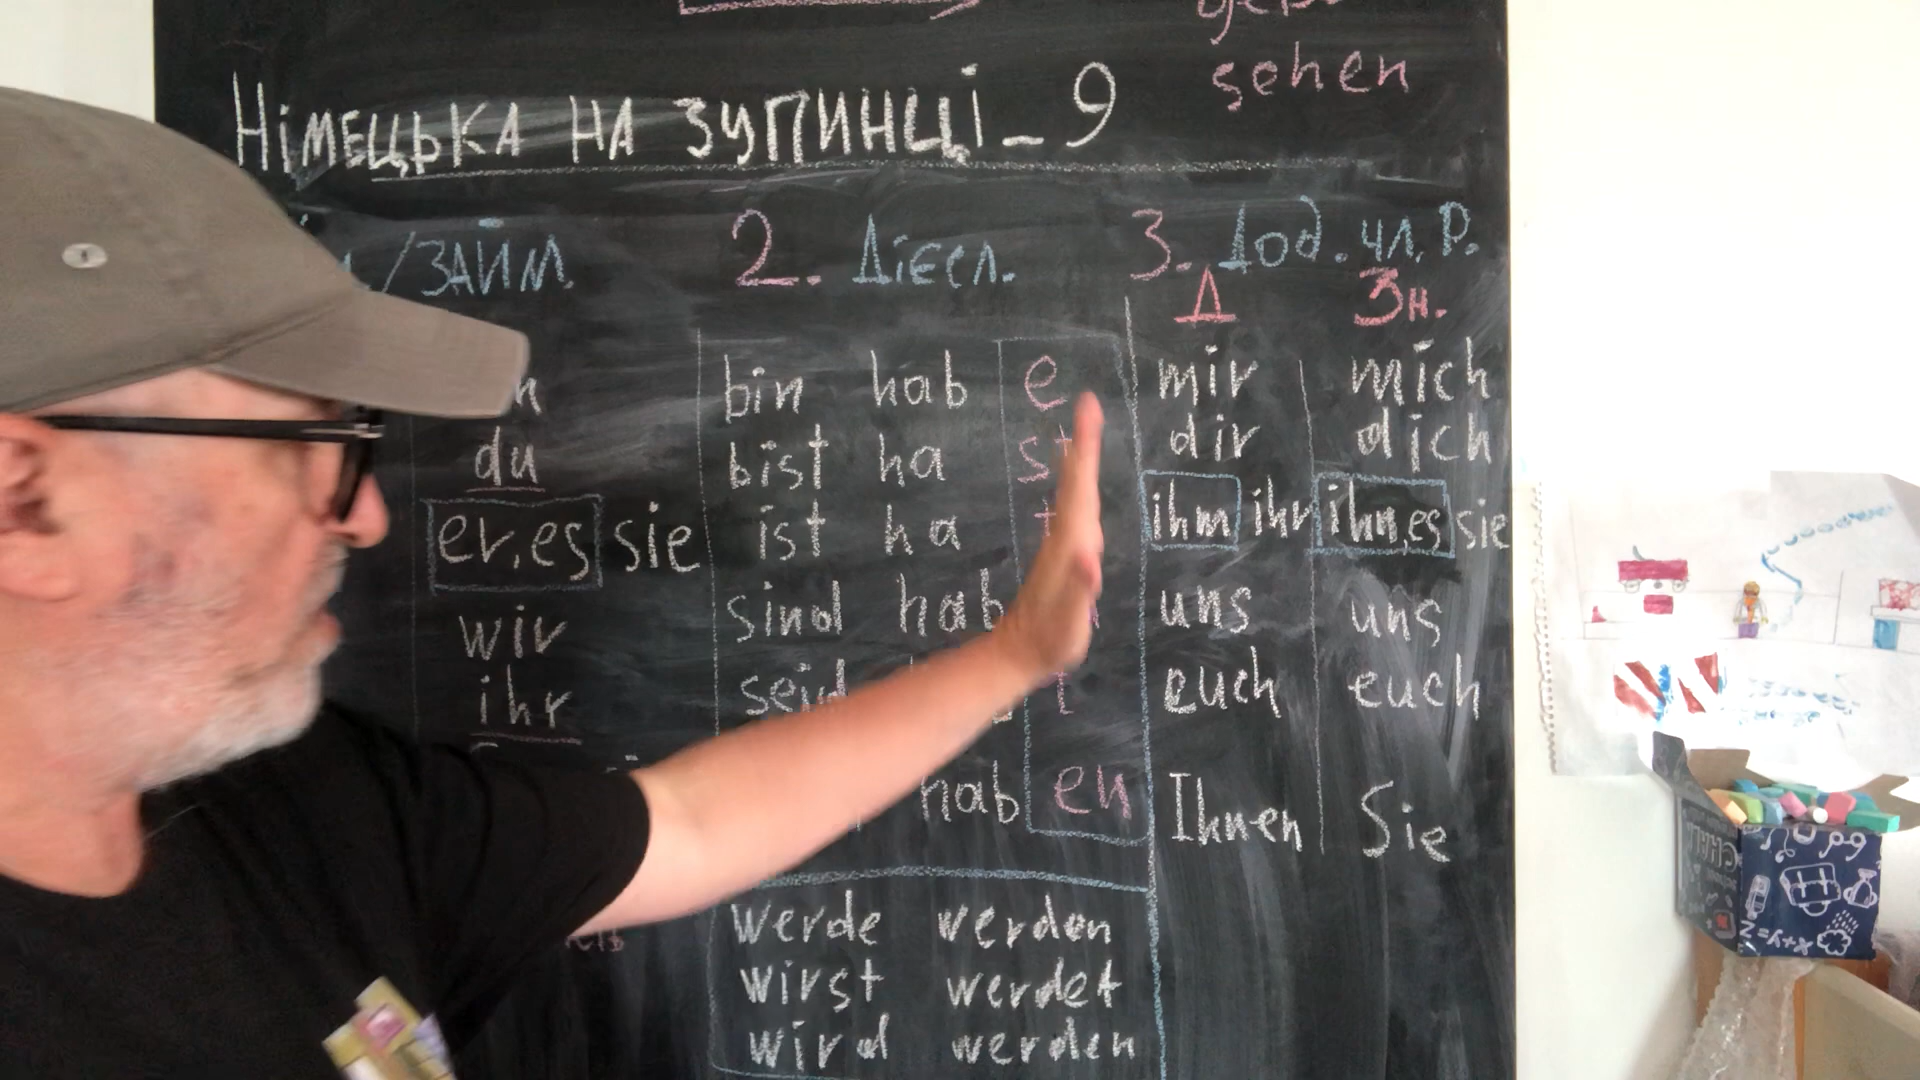 sehen
Німецька на зупинці_9
/займ. 2. Дієсл. 3. Дод. чл. р.
Д Зн.
bin hab e mir mich
du bist ha st dir dich
er, es sie ist ha t ihm ihr ihn, es sie
wir sind hab uns uns
ihr seid t euch euch
hab en Ihnen Sie
werde werden
wirst werdet
wird werden